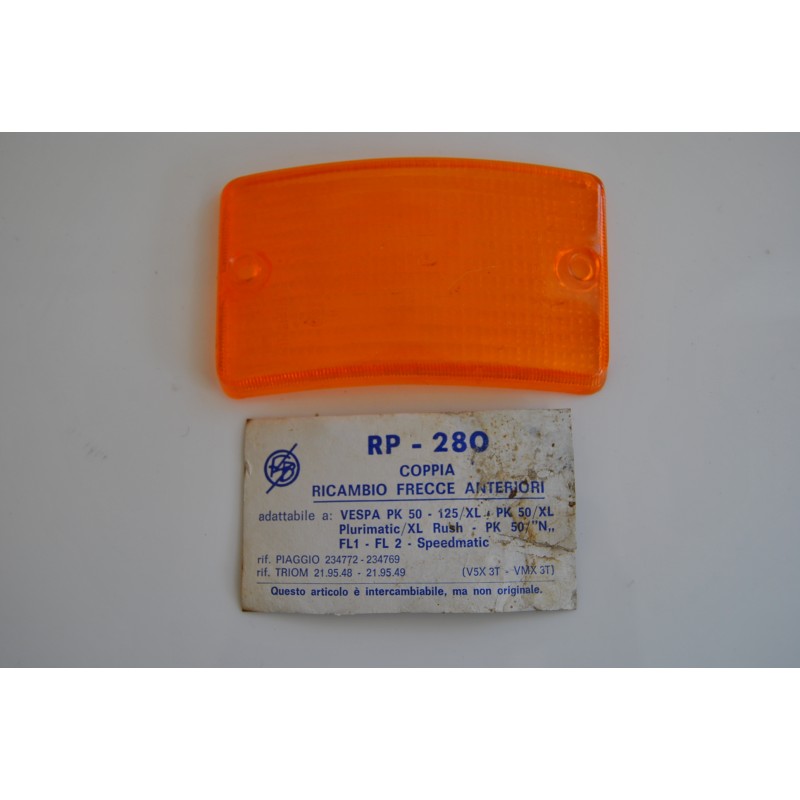 RP - 280
COPPIA
RICAMBIO FRECCE ANTERIORI
adattabile a: VESPA PK 50 - 125/XL - PK 50/XL
Plurimatic/XL Rush - PK 50/"N„
FL1 - FL 2 - Speedmatic
rif. PIAGGIO 234772 - 234769
rif. TRIOM 21.95.48 - 21.95.49 (V5X 3T - VMX 3T)
Questo articolo è intercambiabile, ma non originale.